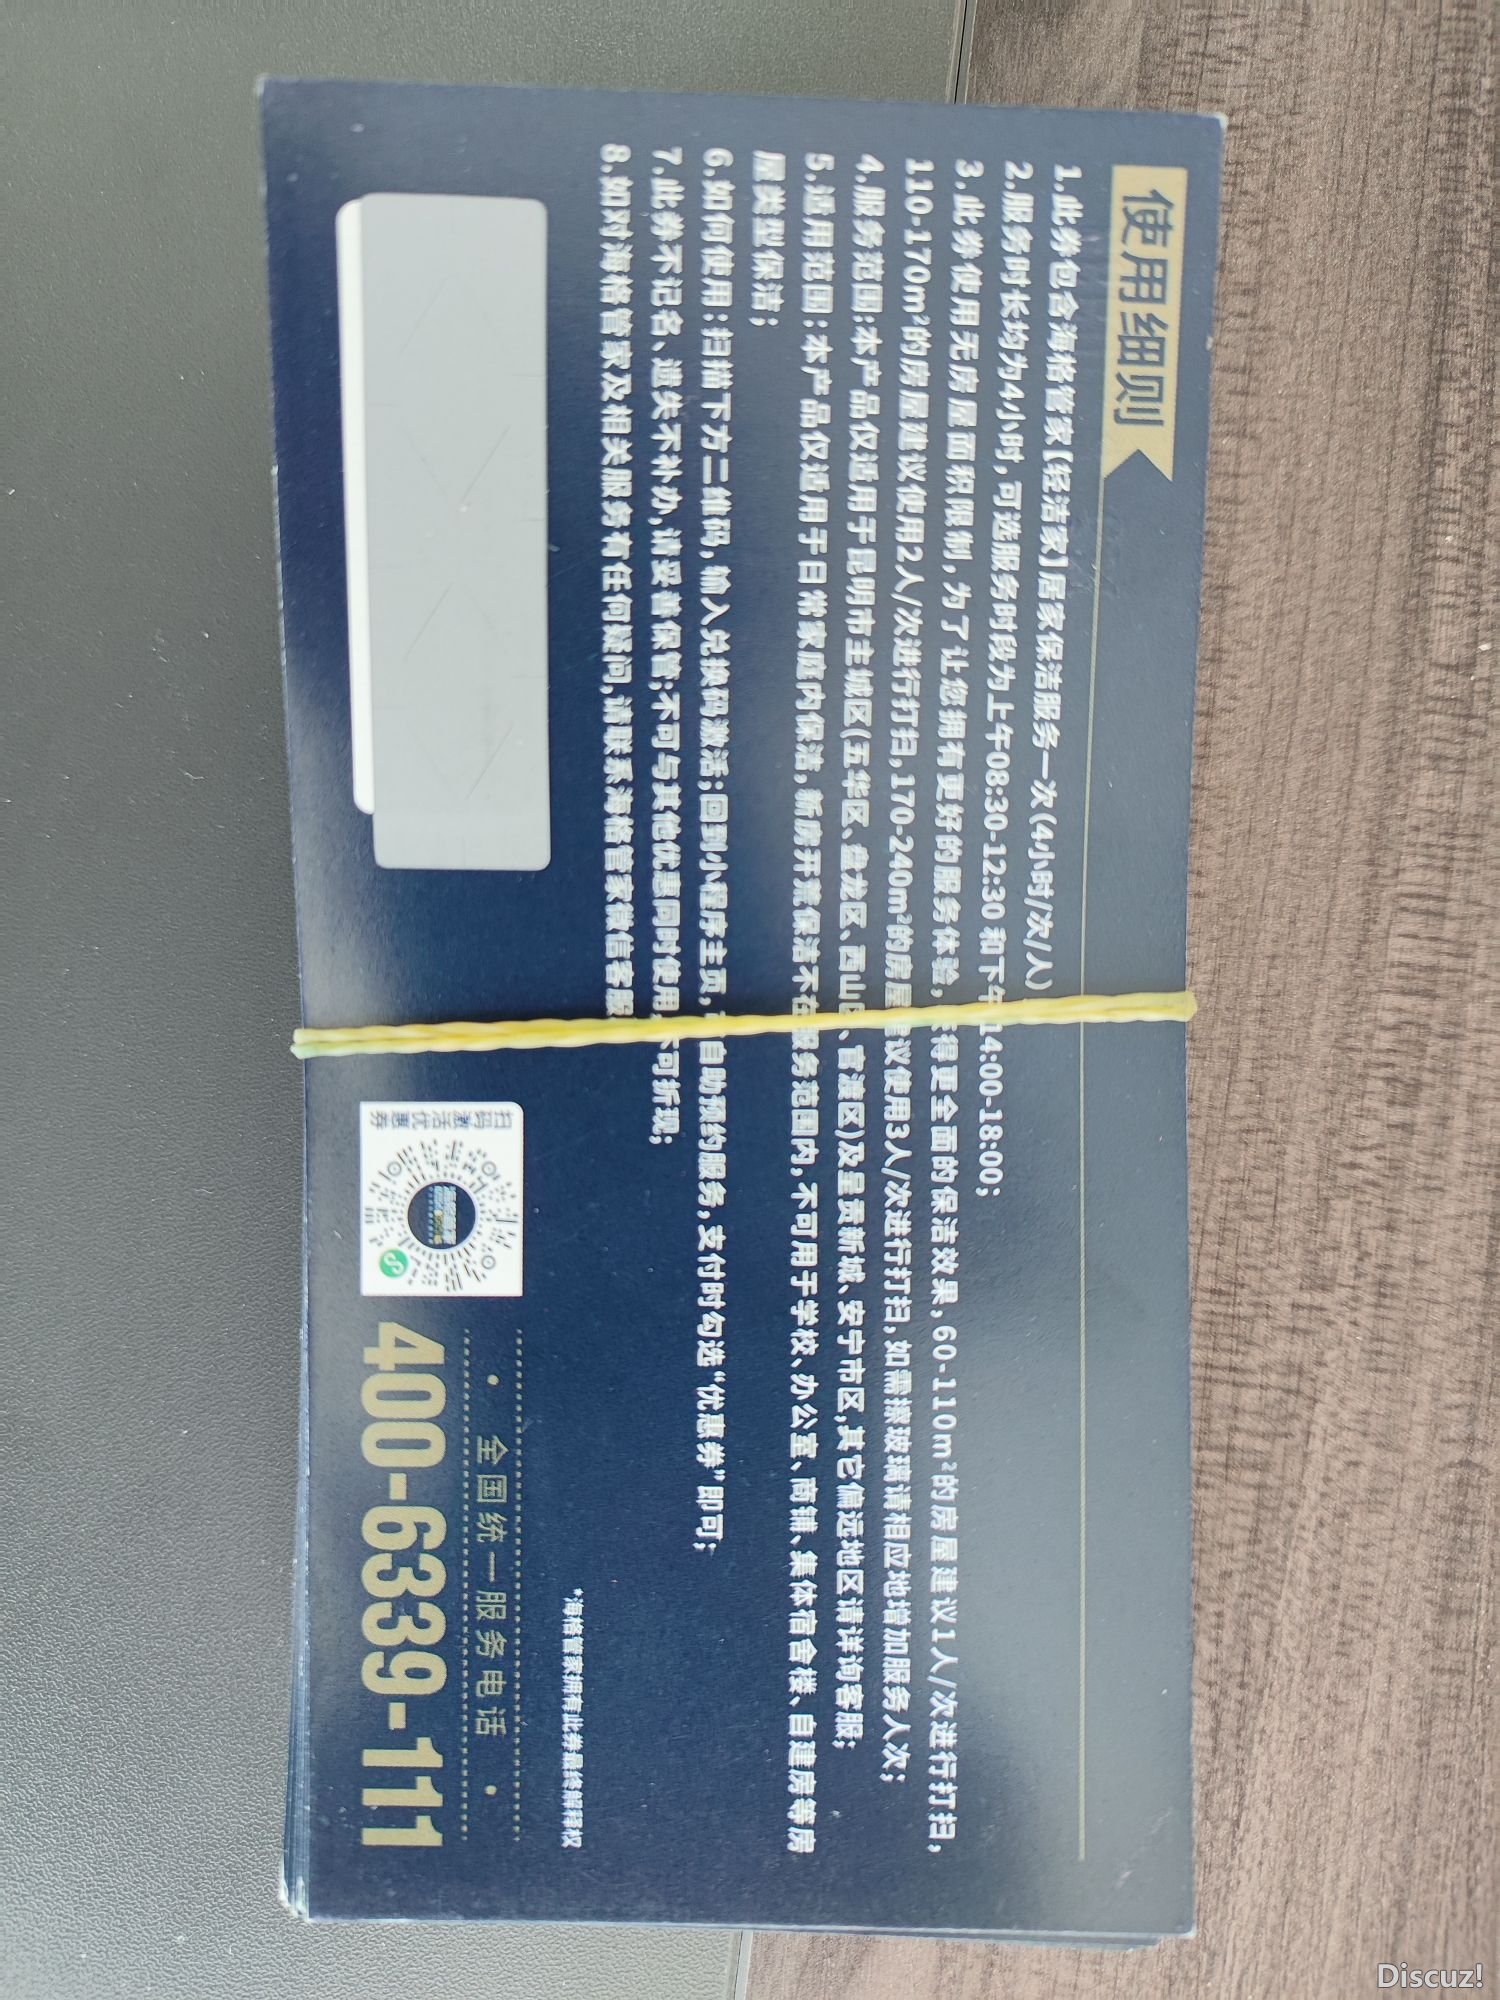 使用细则
1.此券包含海格管家【轻洁家】居家保洁服务一次(4小时/次/人)
2.服务时长均为4小时,可选服务时段为上午08:30-12:30和下午14:00-18:00;
3.此券使用无房屋面积限制,为了让您拥有更好的服务体验,得更全面的保洁效果,60-110m²的房屋建议1人/次进行打扫,
110-170m²的房屋建议使用2人/次进行打扫,170-240m²的房屋建议使用3人/次进行打扫,如需擦玻璃请相应地增加服务人次;
4.服务范围:本产品仅适用于昆明市主城区(五华区、盘龙区、西山区、官渡区)及呈贡新城、安宁市区,其它偏远地区请详询客服;
5.适用范围:本产品仅适用于日常家庭内保洁,新房开荒保洁不在服务范围内,不可用于学校、办公室、商铺、集体宿舍楼、自建房等房
屋类型保洁;
6.如何使用:扫描下方二维码,输入兑换码激活;回到小程序主页,自助预约服务,支付时勾选“优惠券”即可;
7.此券不记名、遗失不补办,请妥善保管;不可与其他优惠同时使用,不可折现;
8.如对海格管家及相关服务有任何疑问,请联系海格管家微信客服
*海格管家拥有此券最终解释权
扫码激活优惠券
全国统一服务电话
400-6339-111
Discuz!